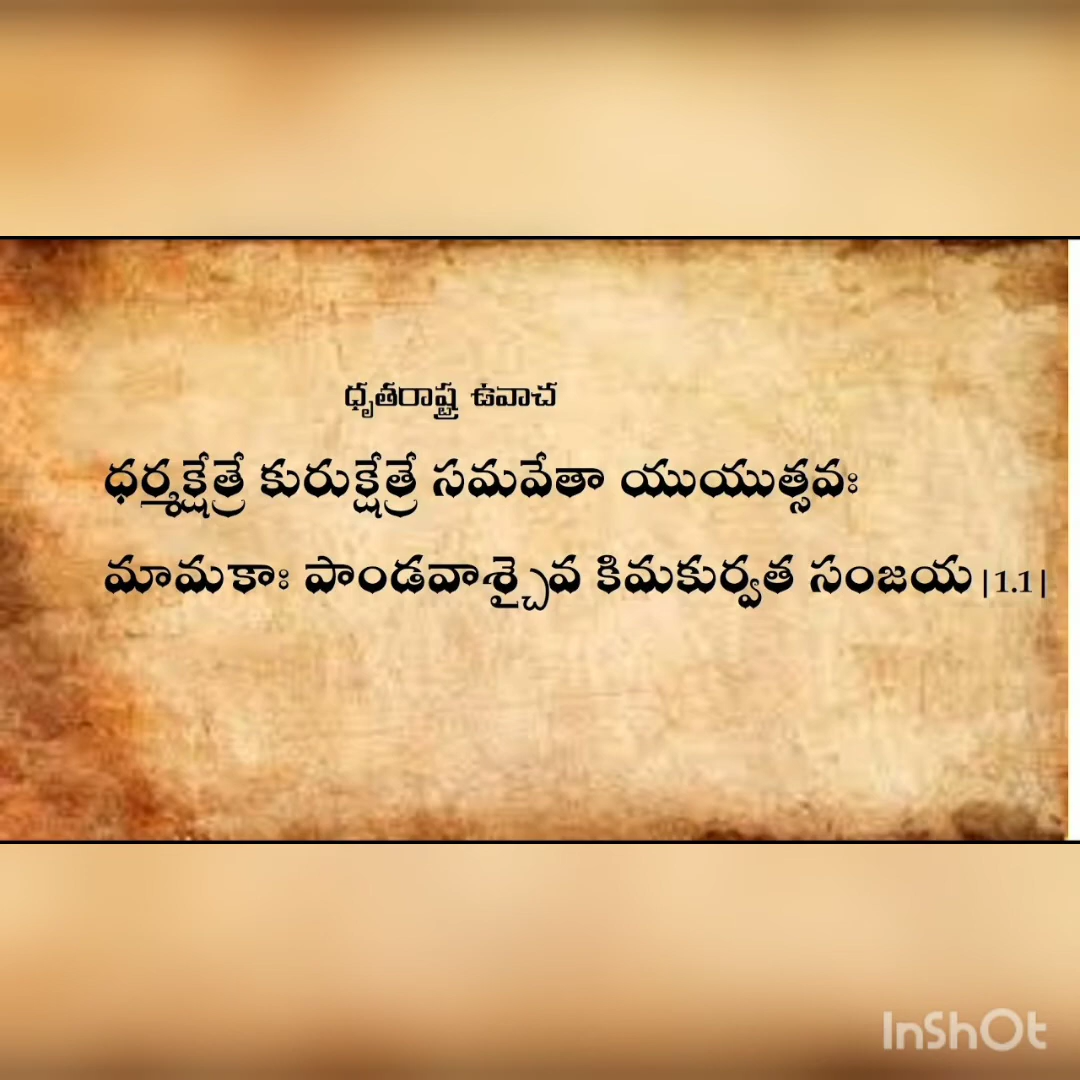 ధృతరాష్ట్ర ఉవాచ
ధర్మక్షేత్రే కురుక్షేత్రే సమవేతా యుయుత్సవః
మామకాః పాండవాశ్చైవ కిమకుర్వత సంజయ |1.1|
InShOt